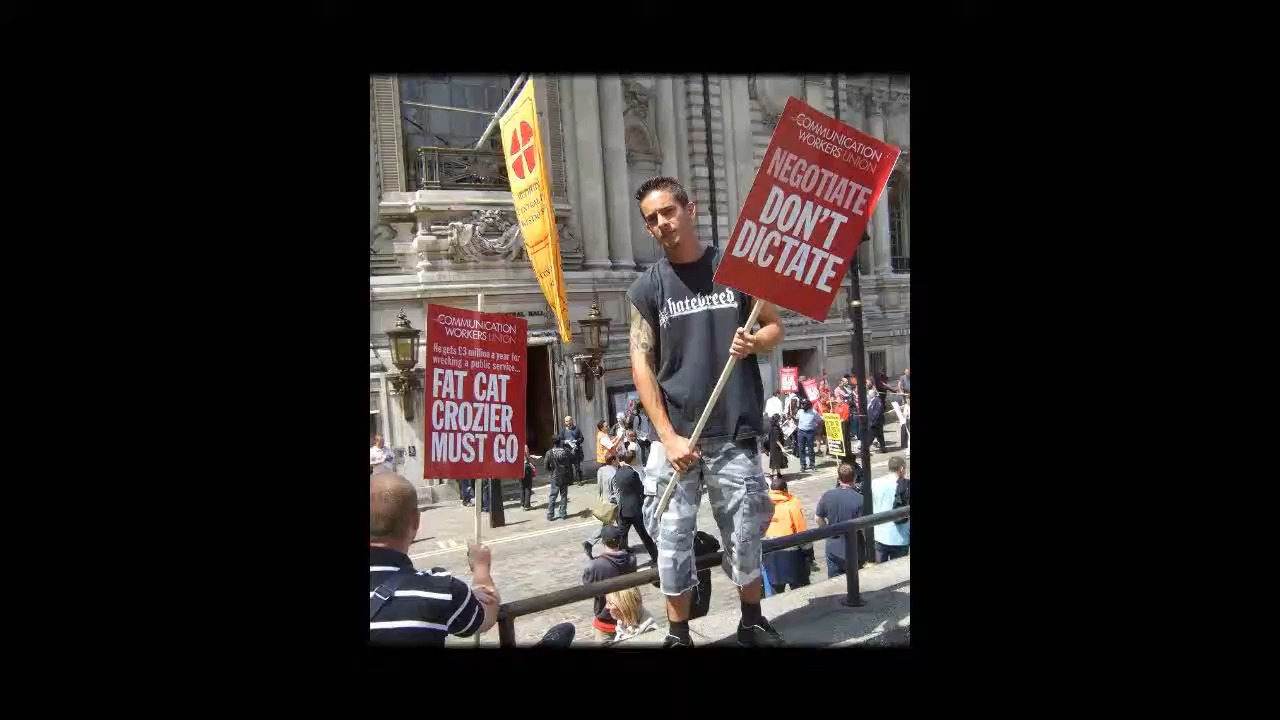 COMMUNICATION
WORKERS UNION
NEGOTIATE
DON'T
DICTATE
hatebreed
COMMUNICATION
WORKERS UNION
He gets £3 million a year for
wrecking a public service...
FAT CAT
CROZIER
MUST GO